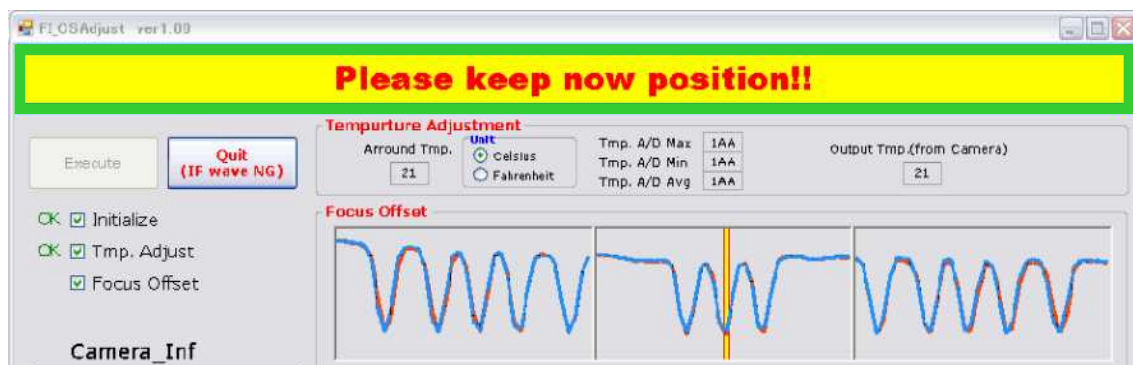 FI_OSAdjust ver1.00
Please keep now position!!
Execute
Quit
(IF wave NG)
Tempurture Adjustment
Arround Tmp.
21
Unit
Celsius
Fahrenheit
Tmp. A/D Max 1AA
Tmp. A/D Min 1AA
Tmp. A/D Avg 1AA
Output Tmp.(from Camera)
21
OK Initialize
OK Tmp. Adjust
Focus Offset
Focus Offset
Camera_Inf